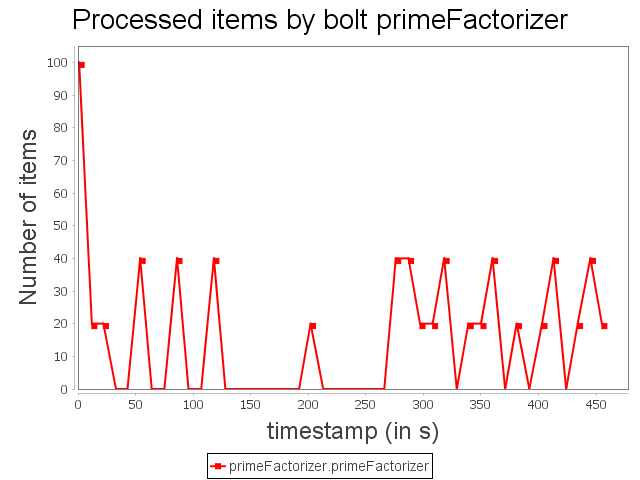 Processed items by bolt primeFactorizer
Number of items
100
90
80
70
60
50
40
30
20
10
0
0 50 100 150 200 250 300 350 400 450
timestamp (in s)
primeFactorizer.primeFactorizer